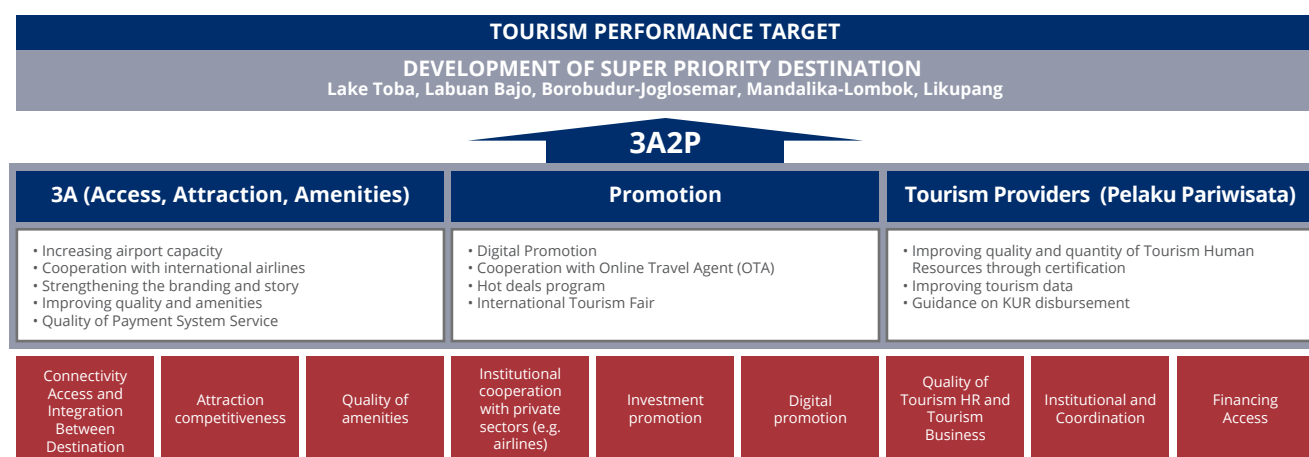 TOURISM PERFORMANCE TARGET
DEVELOPMENT OF SUPER PRIORITY DESTINATION
Lake Toba, Labuan Bajo, Borobudur-Joglosemar, Mandalika-Lombok, Likupang
3A2P
3A (Access, Attraction, Amenities)
• Increasing airport capacity
• Cooperation with international airlines
• Strengthening the branding and story
• Improving quality and amenities
• Quality of Payment System Service
Promotion
• Digital Promotion
• Cooperation with Online Travel Agent (OTA)
• Hot deals program
• International Tourism Fair
Tourism Providers (Pelaku Pariwisata)
• Improving quality and quantity of Tourism Human
Resources through certification
• Improving tourism data
• Guidance on KUR disbursement
Connectivity
Access and
Integration
Between
Destination
Attraction
competitiveness
Quality of
amenities
Institutional
cooperation
with private
sectors (e.g.
airlines)
Investment
promotion
Digital
promotion
Quality of
Tourism HR and
Tourism
Business
Institutional and
Coordination
Financing
Access